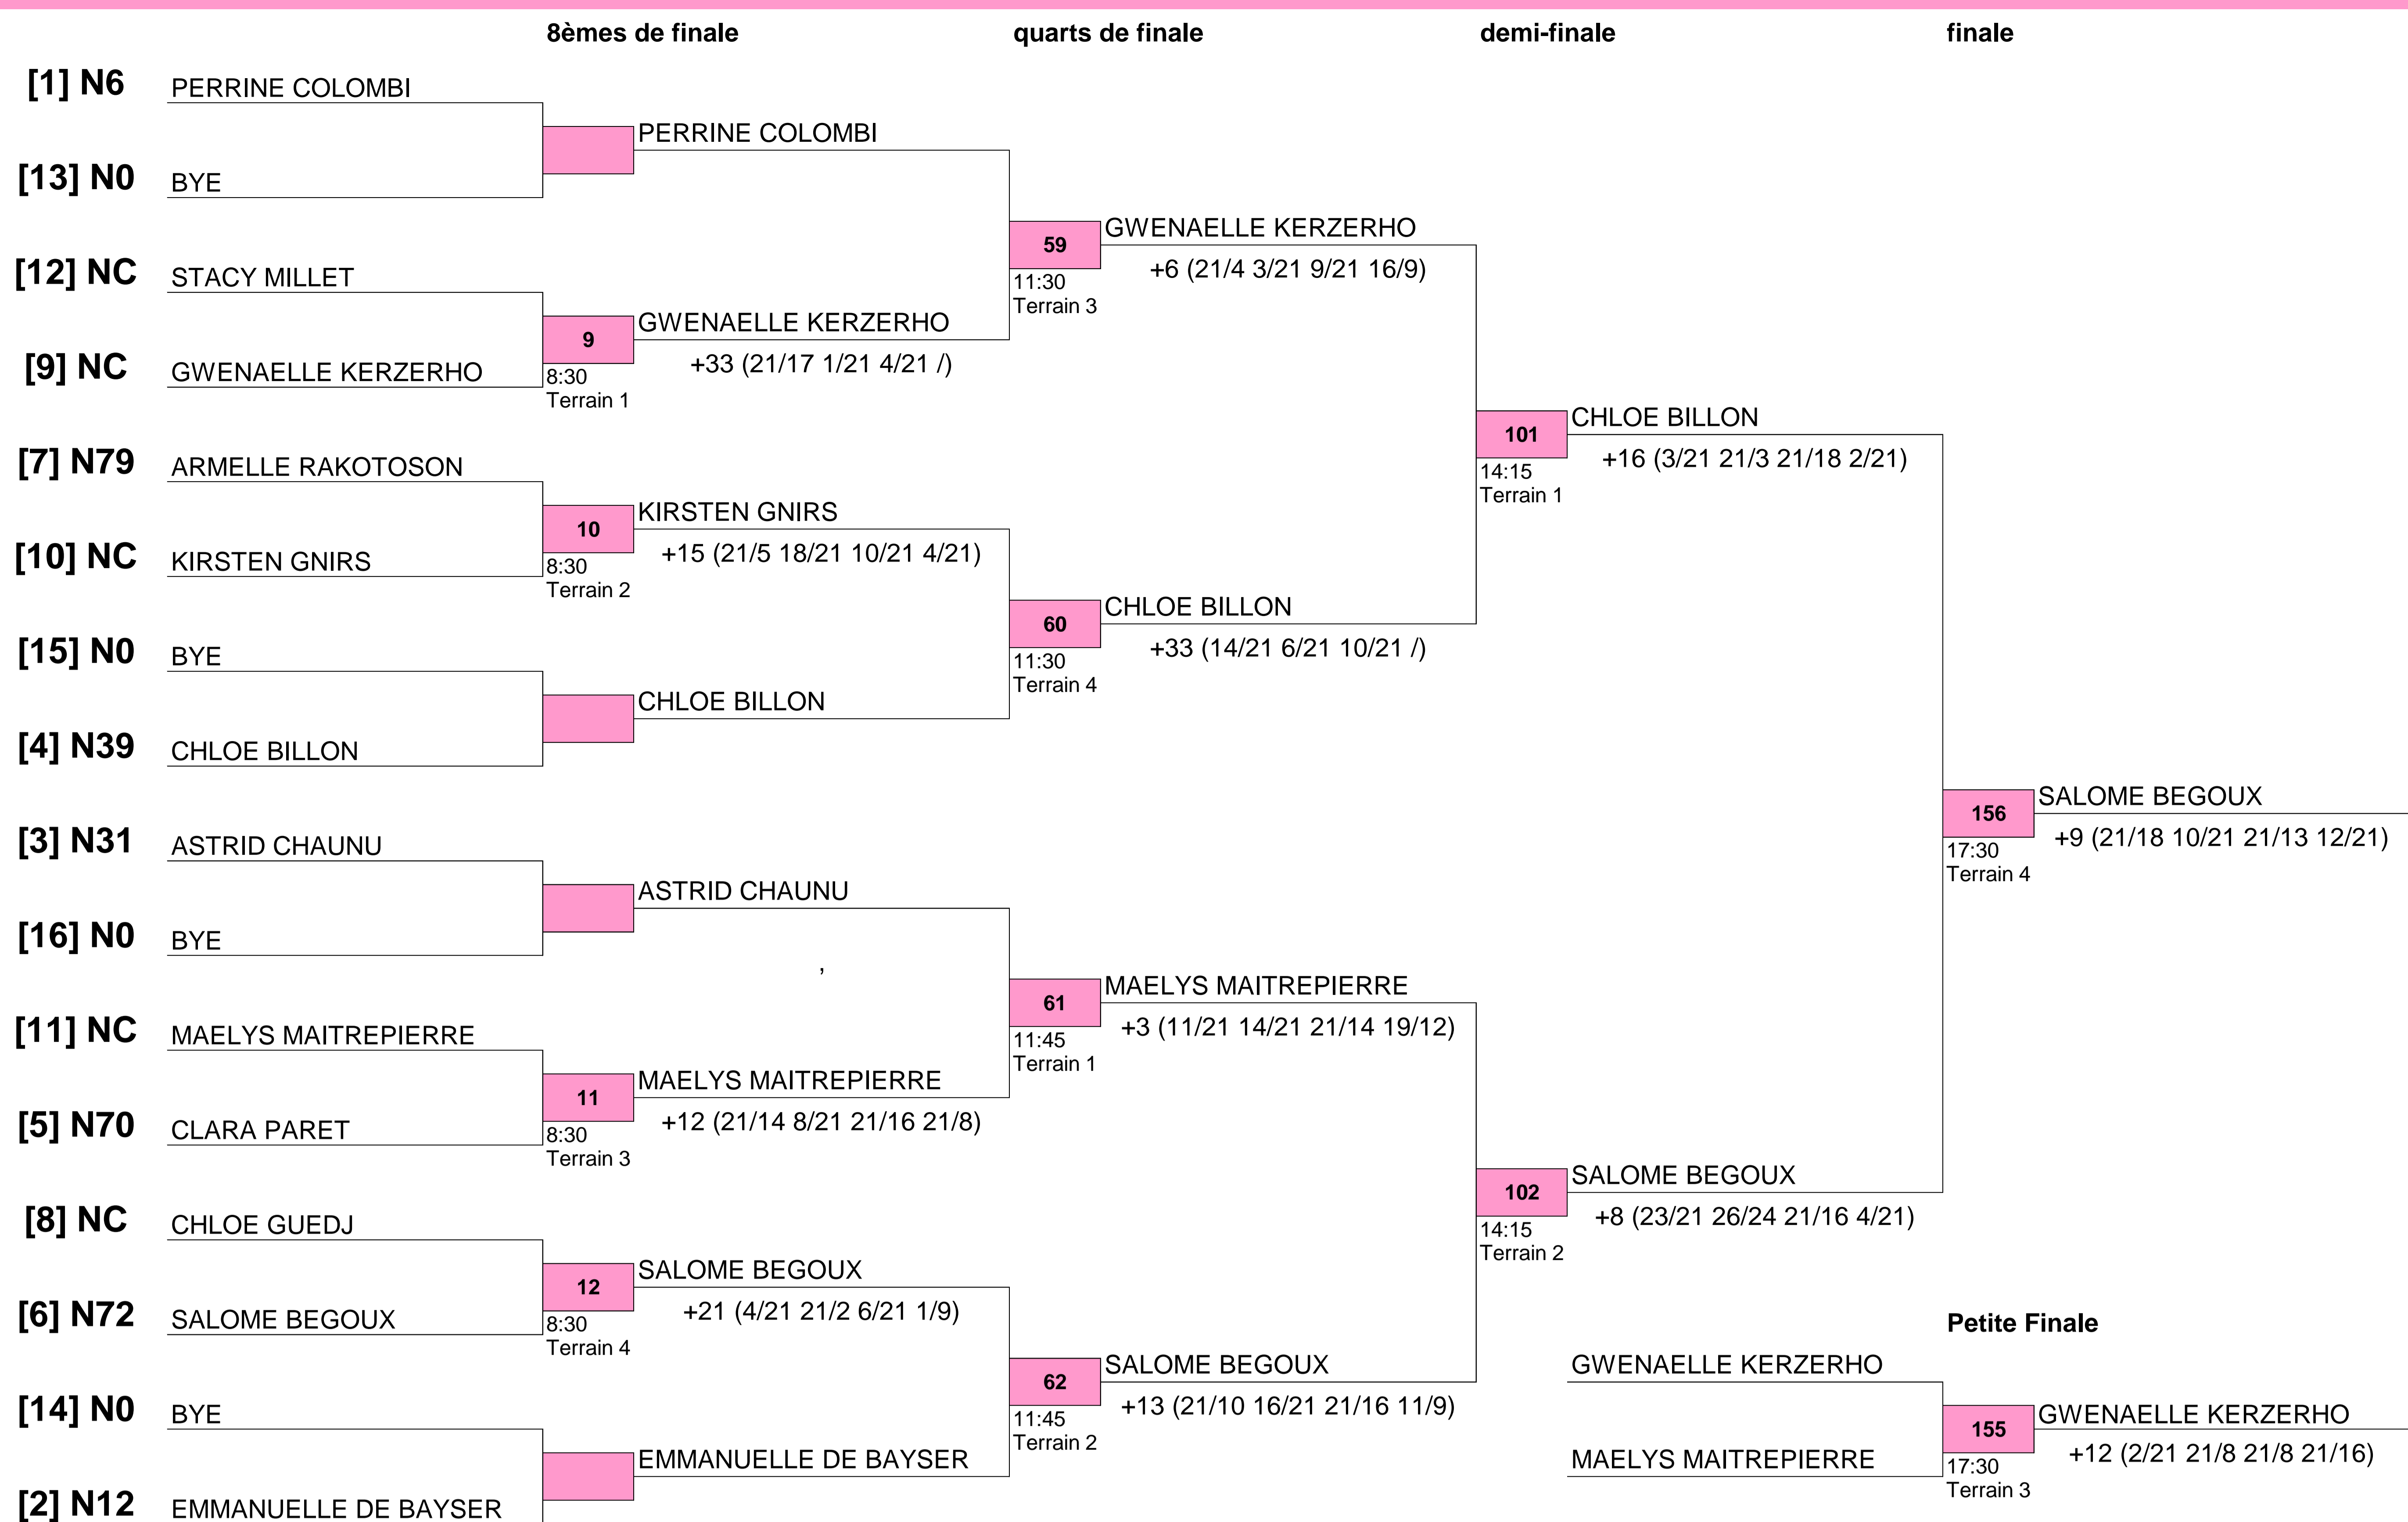 8èmes de finale
quarts de finale
demi-finale
finale
[1] N6 PERRINE COLOMBI
PERRINE COLOMBI
[13] N0 BYE
59 GWENAELLE KERZERHO
+6 (21/4 3/21 9/21 16/9)
11:30
Terrain 3
[12] NC STACY MILLET
9 GWENAELLE KERZERHO
+33 (21/17 1/21 4/21 /)
8:30
Terrain 1
[9] NC GWENAELLE KERZERHO
101 CHLOE BILLON
+16 (3/21 21/3 21/18 2/21)
14:15
Terrain 1
[7] N79 ARMELLE RAKOTOSON
10 KIRSTEN GNIRS
+15 (21/5 18/21 10/21 4/21)
8:30
Terrain 2
[10] NC KIRSTEN GNIRS
60 CHLOE BILLON
+33 (14/21 6/21 10/21 /)
11:30
Terrain 4
[15] N0 BYE
CHLOE BILLON
[4] N39 CHLOE BILLON
156 SALOME BEGOUX
+9 (21/18 10/21 21/13 12/21)
17:30
Terrain 4
[3] N31 ASTRID CHAUNU
ASTRID CHAUNU
[16] N0 BYE
,
61 MAELYS MAITREPIERRE
+3 (11/21 14/21 21/14 19/12)
11:45
Terrain 1
[11] NC MAELYS MAITREPIERRE
11 MAELYS MAITREPIERRE
+12 (21/14 8/21 21/16 21/8)
8:30
Terrain 3
[5] N70 CLARA PARET
102 SALOME BEGOUX
+8 (23/21 26/24 21/16 4/21)
14:15
Terrain 2
[8] NC CHLOE GUEDJ
12 SALOME BEGOUX
+21 (4/21 21/2 6/21 1/9)
8:30
Terrain 4
[6] N72 SALOME BEGOUX
62 SALOME BEGOUX
+13 (21/10 16/21 21/16 11/9)
11:45
Terrain 2
[14] N0 BYE
EMMANUELLE DE BAYSER
[2] N12 EMMANUELLE DE BAYSER
Petite Finale
GWENAELLE KERZERHO
155 GWENAELLE KERZERHO
+12 (2/21 21/8 21/8 21/16)
MAELYS MAITREPIERRE
17:30
Terrain 3